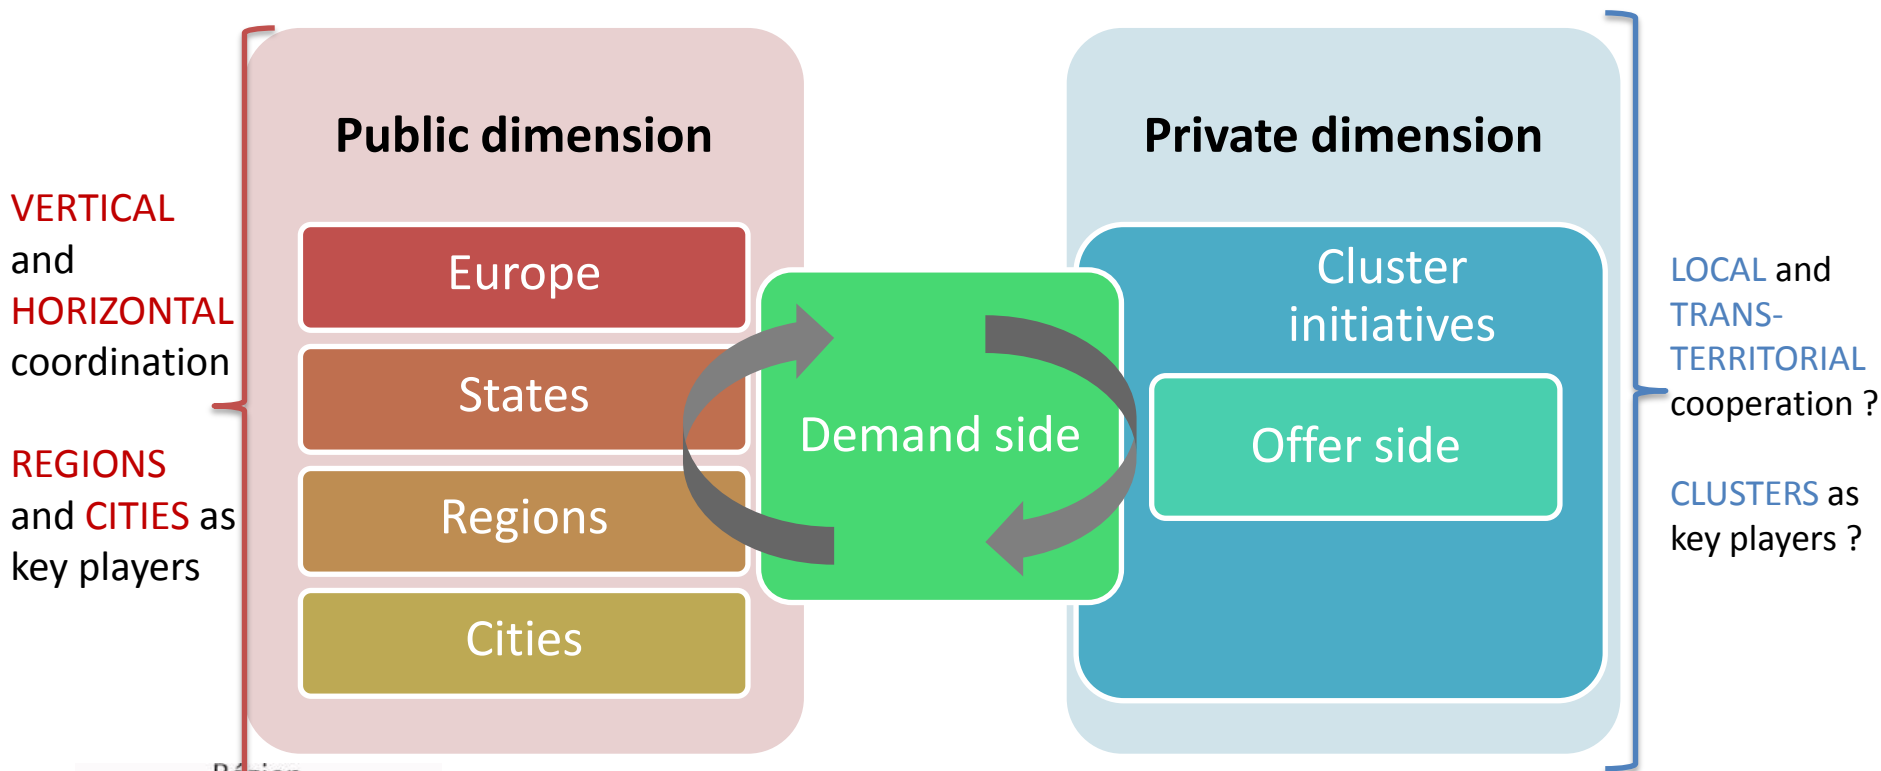 Public dimension
Private dimension
VERTICAL
and
HORIZONTAL
coordination
REGIONS
and CITIES as
key players
Europe
States
Regions
Cities
Demand side
Cluster
initiatives
Offer side
LOCAL and
TRANS-
TERRITORIAL
cooperation ?
CLUSTERS as
key players ?